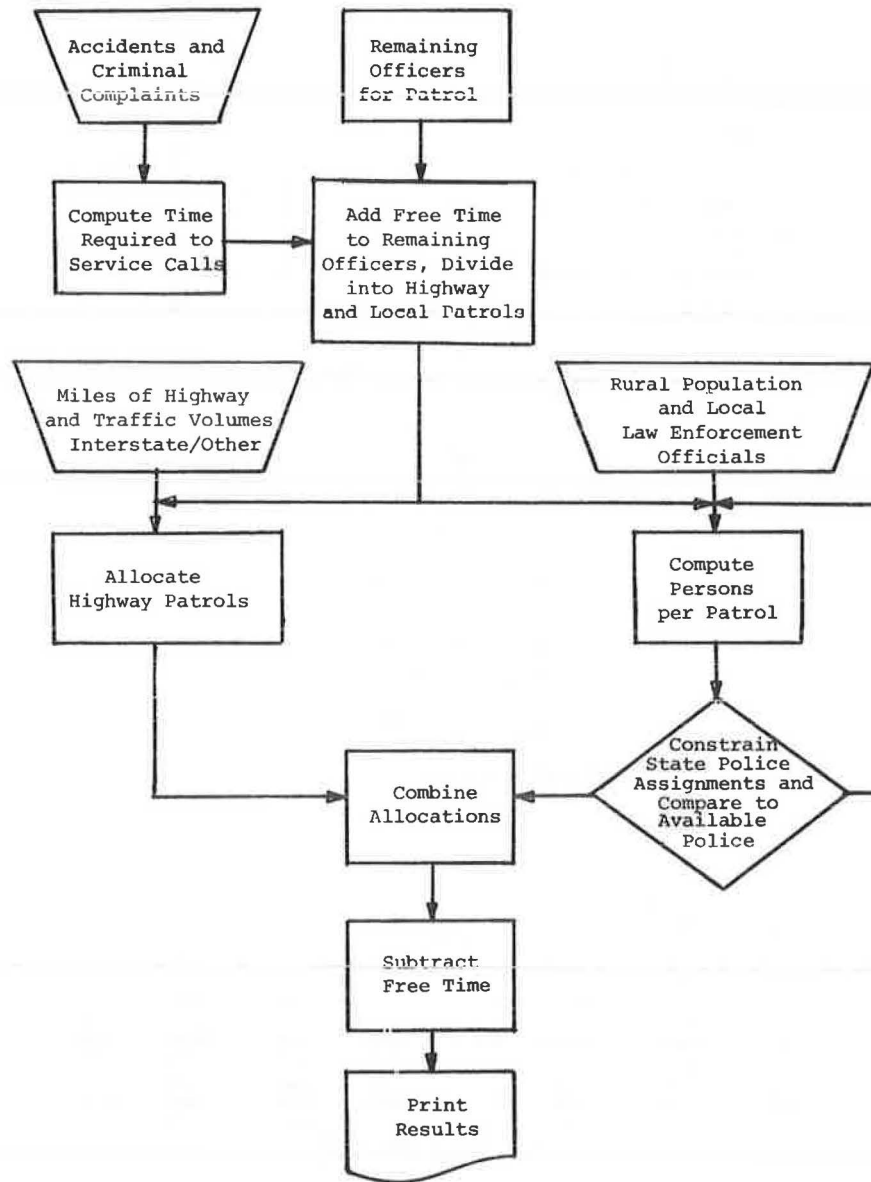 Accidents and
Criminal
Complaints
Remaining
Officers
for Patrol
Compute Time
Required to
Service Calls
Add Free Time
to Remaining
Officers, Divide
into Highway
and Local Patrols
Miles of Highway
and Traffic Volumes
Interstate/Other
Rural Population
and Local
Law Enforcement
Officials
Allocate
Highway Patrols
Compute
Persons
per Patrol
Constrain
State Police
Assignments and
Compare to
Available
Police
Combine
Allocations
Subtract
Free Time
Print
Results